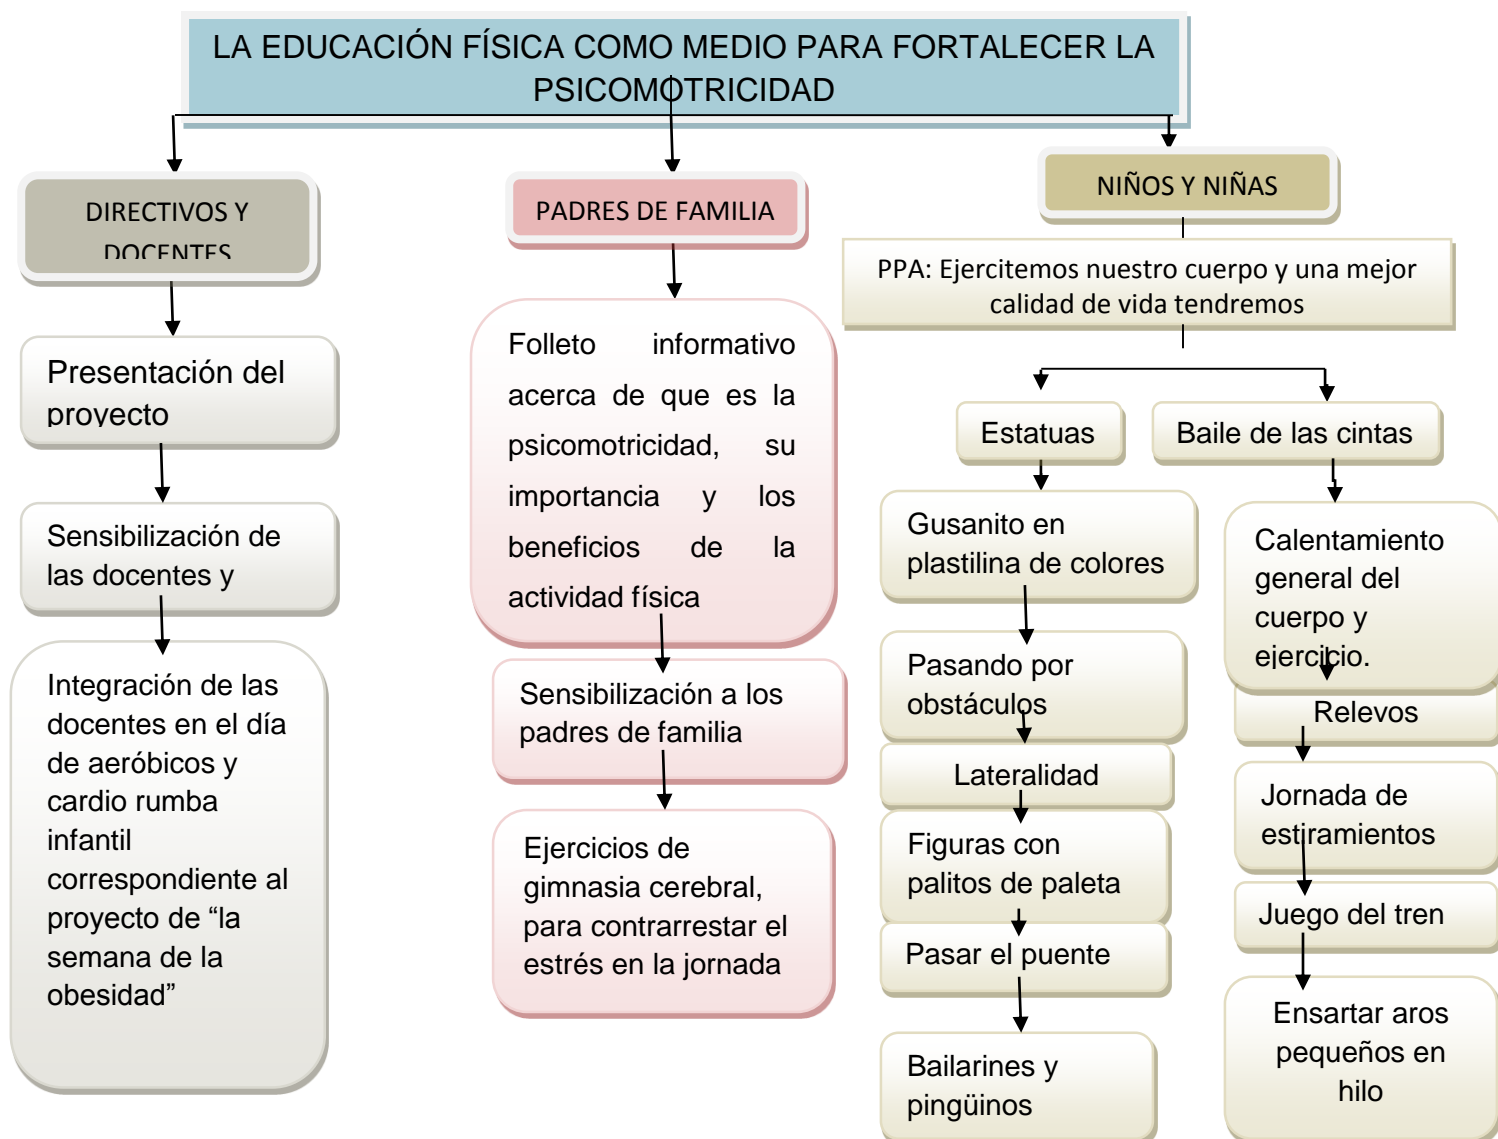 LA EDUCACIÓN FÍSICA COMO MEDIO PARA FORTALECER LA
PSICOMOTRICIDAD
DIRECTIVOS Y
DOCENTES
Presentación del
proyecto
Sensibilización de
las docentes y
Integración de las
docentes en el día
de aeróbicos y
cardio rumba
infantil
correspondiente al
proyecto de “la
semana de la
obesidad”
PADRES DE FAMILIA
Folleto informativo
acerca de que es la
psicomotricidad, su
importancia y los
beneficios de la
actividad física
Sensibilización a los
padres de familia
Ejercicios de
gimnasia cerebral,
para contrarrestar el
estrés en la jornada
NIÑOS Y NIÑAS
PPA: Ejercitemos nuestro cuerpo y una mejor
calidad de vida tendremos
Estatuas
Gusanito en
plastilina de colores
Pasando por
obstáculos
Lateralidad
Figuras con
palitos de paleta
Pasar el puente
Bailarines y
pingüinos
Baile de las cintas
Calentamiento
general del
cuerpo y
ejercicio.
Relevos
Jornada de
estiramientos
Juego del tren
Ensartar aros
pequeños en
hilo